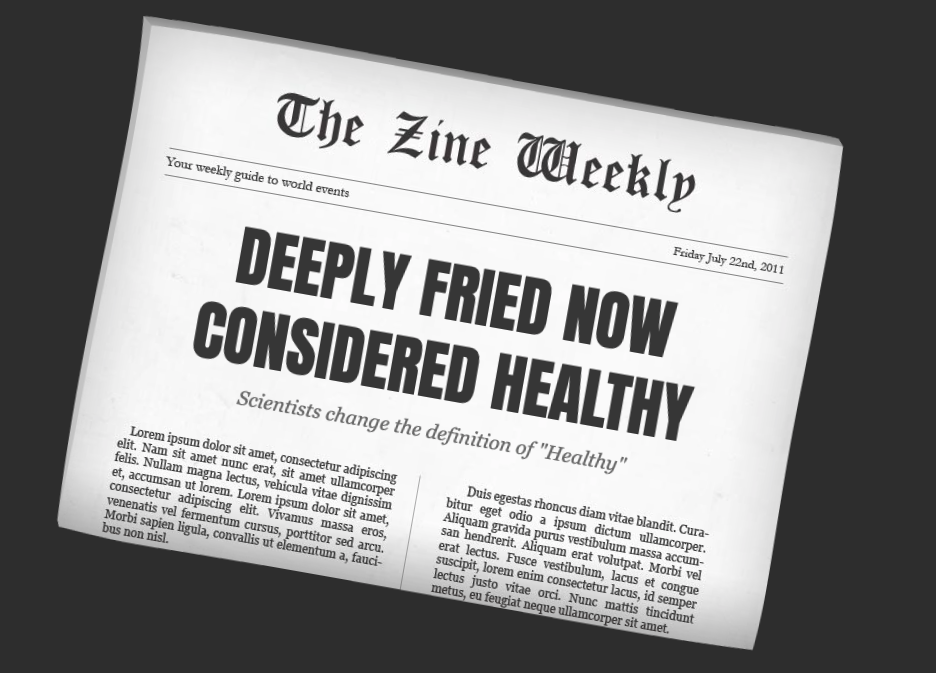 The Zine Weekly
Your weekly guide to world events
Friday July 22nd, 2011
DEEPLY FRIED NOW
CONSIDERED HEALTHY
Scientists change the definition of "Healthy"
Lorem ipsum dolor sit amet, consectetur adipiscing
elit. Nam sit amet nunc erat, sit amet ullamcorper
felis. Nullam magna lectus, vehicula vitae dignissim
et, accumsan ut lorem. Lorem ipsum dolor sit amet,
consectetur adipiscing elit. Vivamus massa eros,
venenatis vel fermentum cursus, porttitor sed arcu.
Morbi sapien ligula, convallis ut elementum a, fauci-
bus non nisl.
Duis egestas rhoncus diam vitae blandit. Cura-
bitur eget odio a ipsum dictum ullamcorper.
Aliquam gravida purus vestibulum massa accum-
san hendrerit. Aliquam erat volutpat. Morbi vel
erat lectus. Fusce vestibulum, lacus et congue
suscipit, lorem enim consectetur lacus, id semper
lectus justo vitae orci. Nunc mattis tincidunt
metus, eu feugiat neque ullamcorper sit amet.